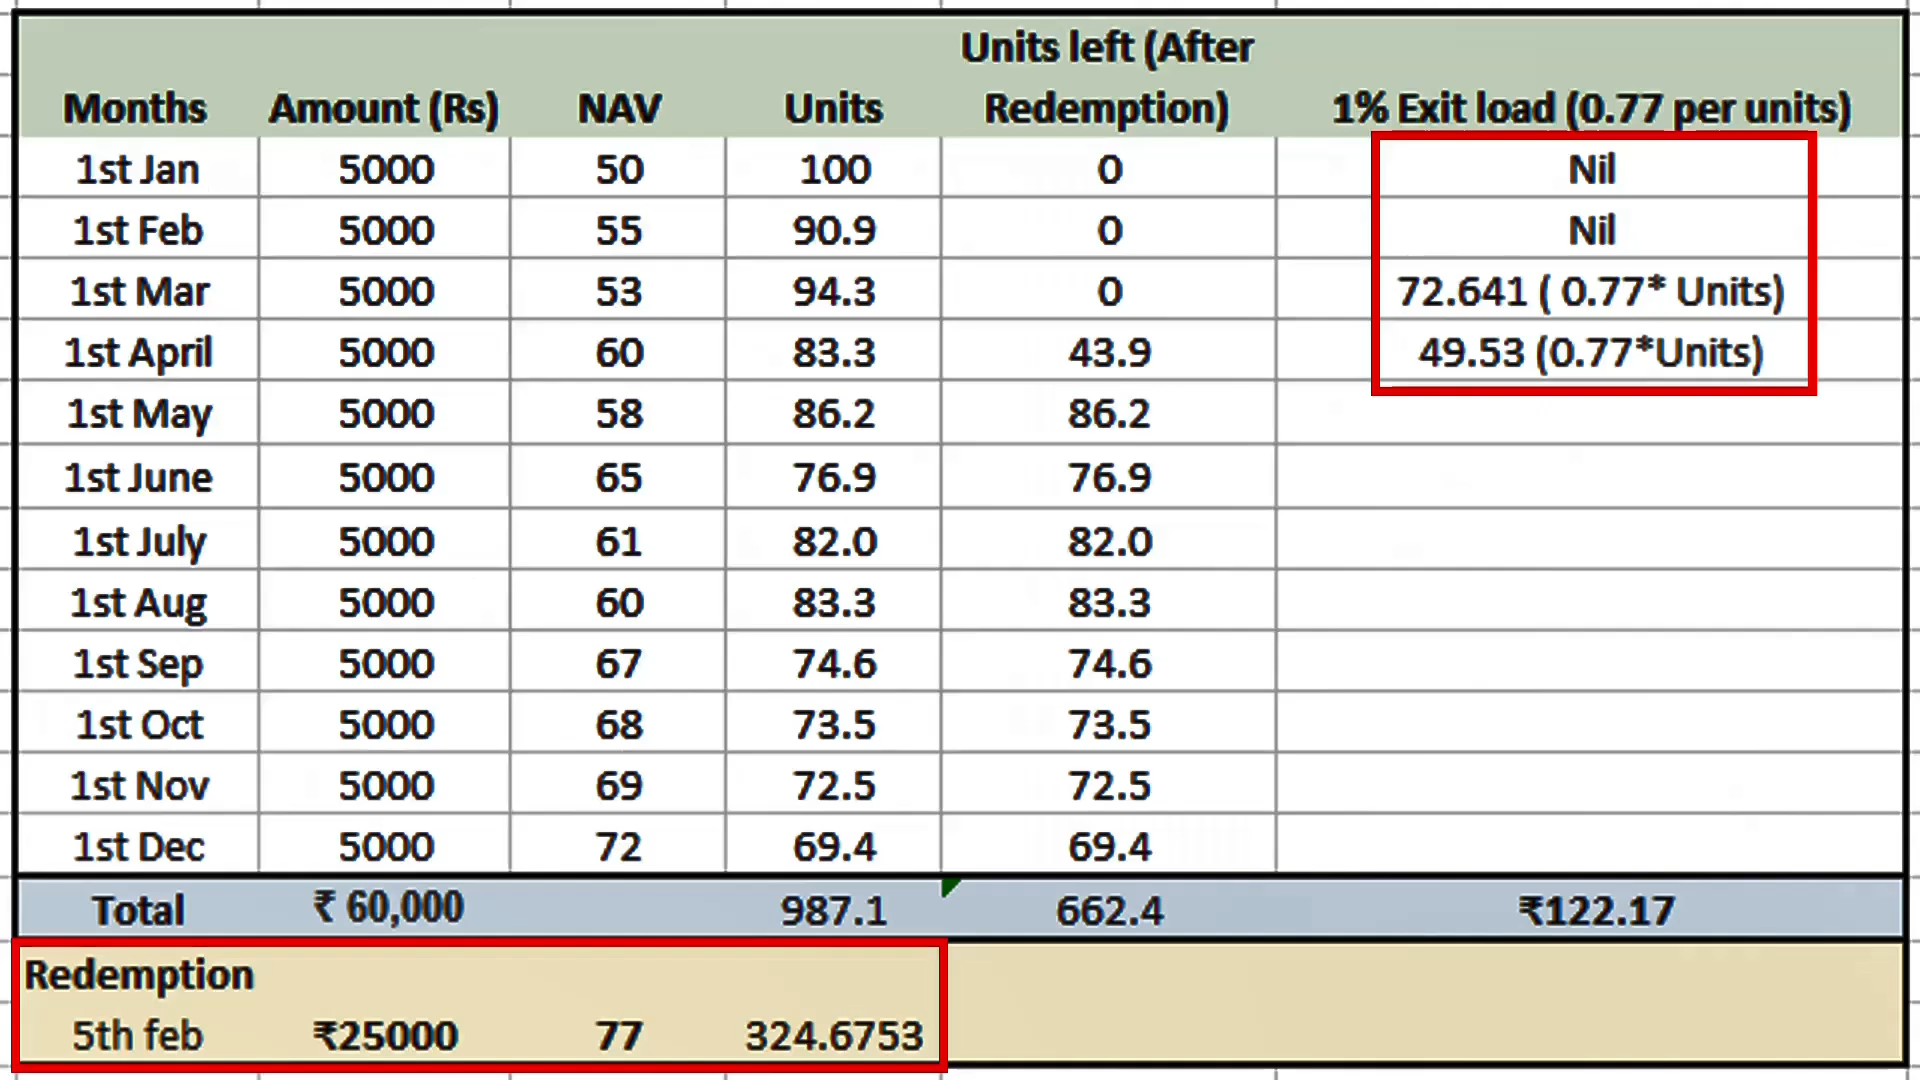 Months Amount (Rs) NAV Units Units left (After Redemption) 1% Exit load (0.77 per units)
1st Jan 5000 50 100 0 Nil
1st Feb 5000 55 90.9 0 Nil
1st Mar 5000 53 94.3 0 72.641 ( 0.77* Units)
1st April 5000 60 83.3 43.9 49.53 (0.77*Units)
1st May 5000 58 86.2 86.2
1st June 5000 65 76.9 76.9
1st July 5000 61 82.0 82.0
1st Aug 5000 60 83.3 83.3
1st Sep 5000 67 74.6 74.6
1st Oct 5000 68 73.5 73.5
1st Nov 5000 69 72.5 72.5
1st Dec 5000 72 69.4 69.4
Total ₹ 60,000 987.1 662.4 ₹122.17
Redemption
5th feb ₹25000 77 324.6753